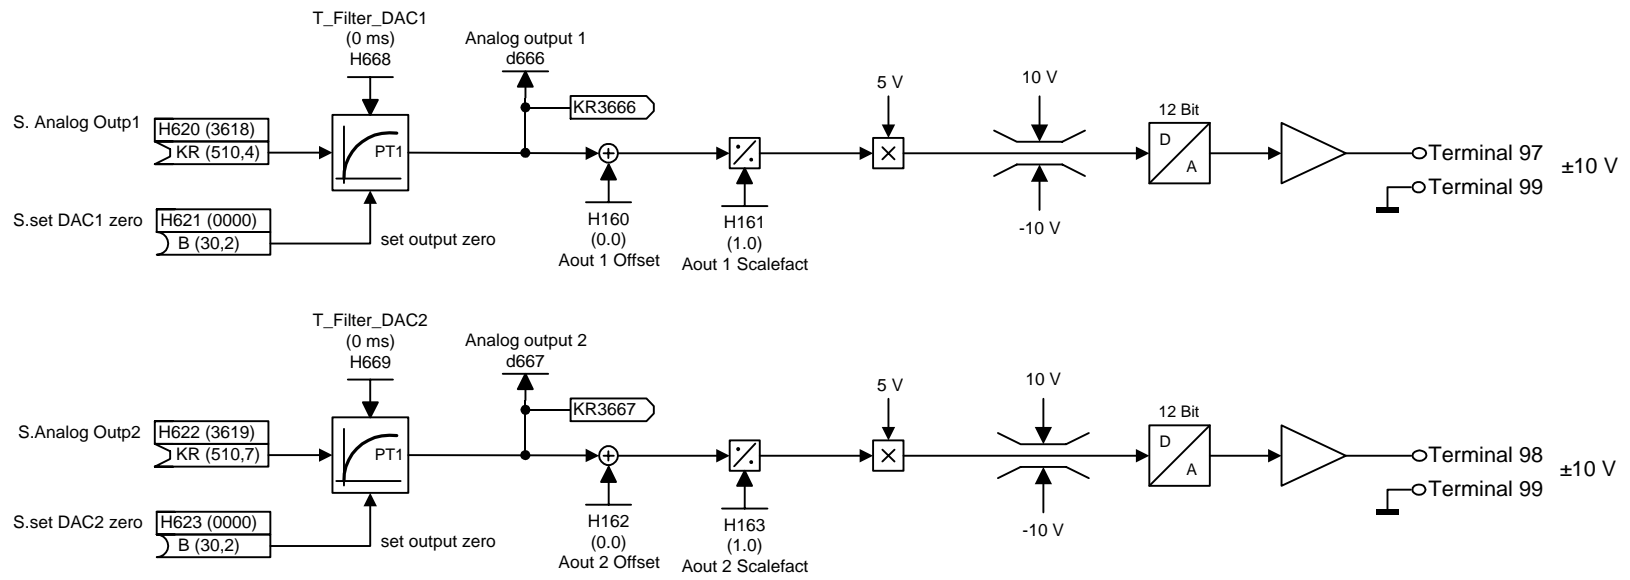 T_Filter_DAC1
(0 ms)
H668
Analog output 1
d666
KR3666
S. Analog Outp1
H620 (3618)
KR (510,4)
PT1
S.set DAC1 zero
H621 (0000)
B (30,2)
set output zero
H160
(0.0)
Aout 1 Offset
H161
(1.0)
Aout 1 Scalefact
5 V
10 V
-10 V
12 Bit
D
A
Terminal 97
Terminal 99
±10 V
T_Filter_DAC2
(0 ms)
H669
Analog output 2
d667
KR3667
S.Analog Outp2
H622 (3619)
KR (510,7)
PT1
S.set DAC2 zero
H623 (0000)
B (30,2)
set output zero
H162
(0.0)
Aout 2 Offset
H163
(1.0)
Aout 2 Scalefact
5 V
10 V
-10 V
12 Bit
D
A
Terminal 98
Terminal 99
±10 V